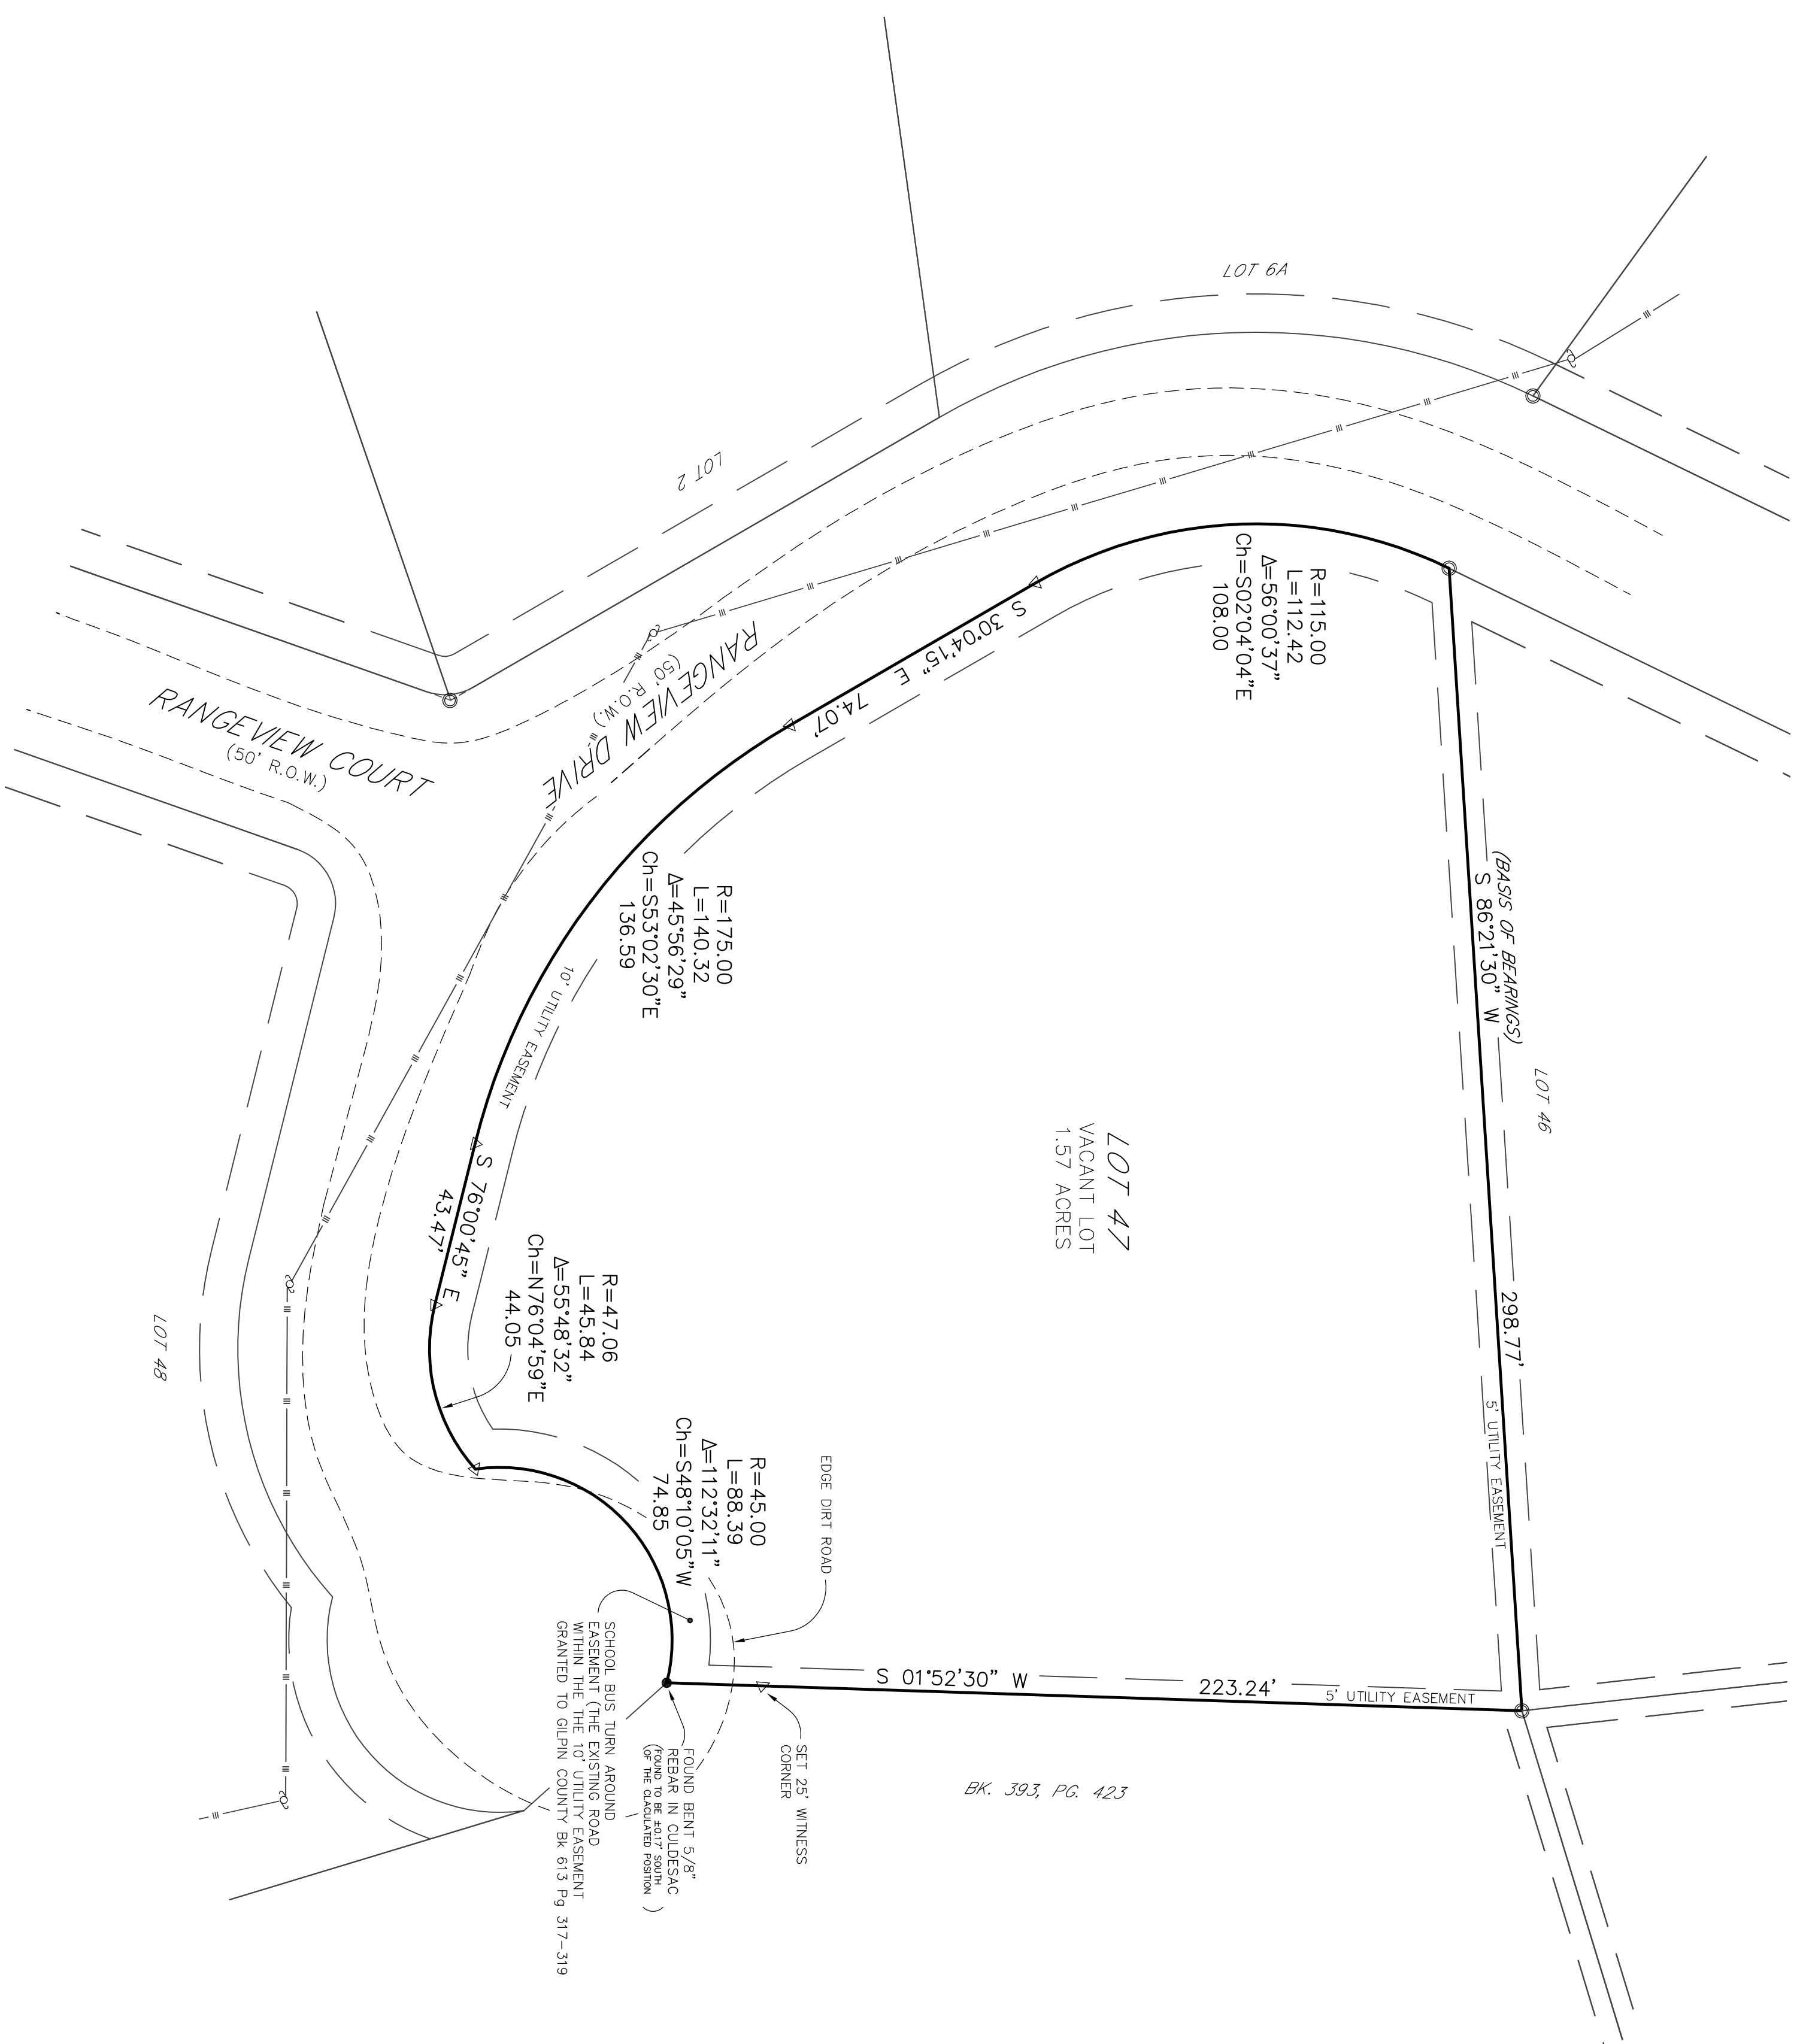 LOT 6A
LOT 2
R=115.00
L=112.42
Δ=56°00'37"
Ch=S02°04'04"E
108.00
S 30°04'15" E 74.07'
RANGEVIEW DRIVE
(50' R.O.W.)
RANGEVIEW COURT
(50' R.O.W.)
(BASIS OF BEARINGS)
S 86°21'30" W
298.77'
5' UTILITY EASEMENT
LOT 46
R=175.00
L=140.32
Δ=45°56'29"
Ch=S53°02'30"E
136.59
10' UTILITY EASEMENT
LOT 47
VACANT LOT
1.57 ACRES
S 76°00'45" E
43.47'
R=47.06
L=45.84
Δ=55°48'32"
Ch=N76°04'59"E
44.05
LOT 48
R=45.00
L=88.39
Δ=112°32'11"
Ch=S48°10'05"W
74.85
EDGE DIRT ROAD
S 01°52'30" W
223.24'
5' UTILITY EASEMENT
SCHOOL BUS TURN AROUND
EASEMENT (THE EXISTING ROAD
WITHIN THE THE 10' UTILITY EASEMENT
GRANTED TO GILPIN COUNTY Bk 613 Pg 317-319
FOUND BENT 5/8"
REBAR IN CULDESAC
(FOUND TO BE ±0.17' SOUTH
OF THE CLACULATED POSITION)
SET 25' WITNESS
CORNER
BK. 393, PG. 423